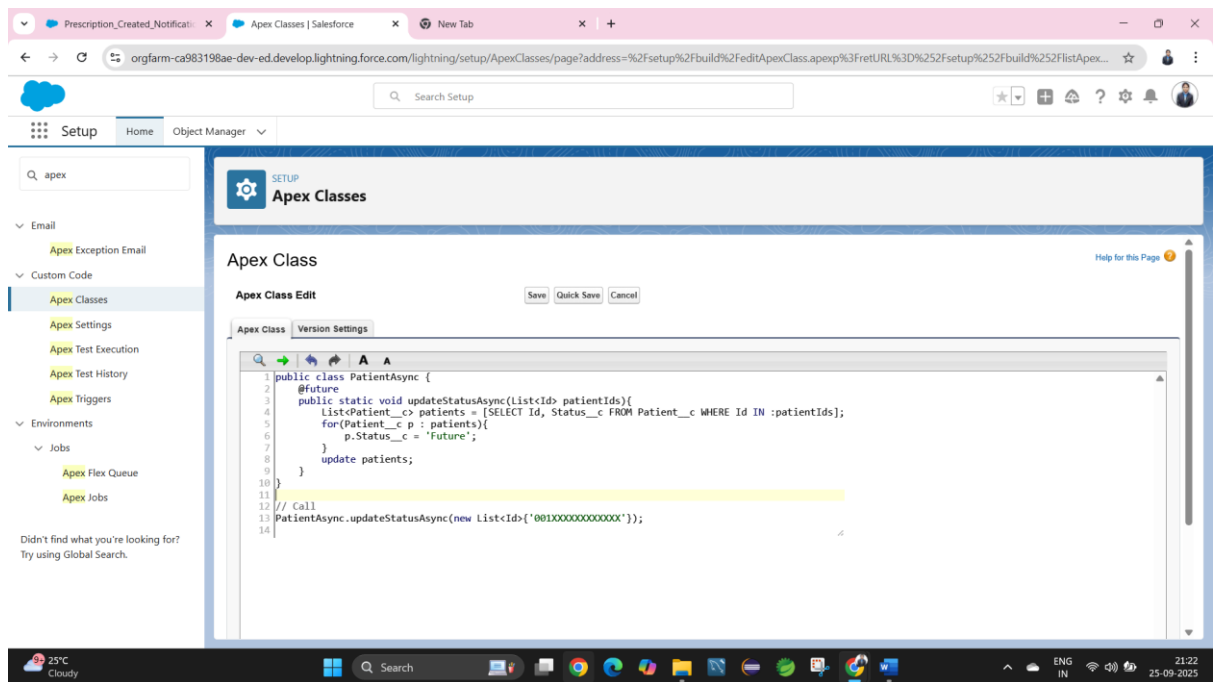 Prescription_Created_Notificatic
Apex Classes | Salesforce
New Tab
orgfarm-ca983198ae-dev-ed.develop.lightning.force.com/lightning/setup/ApexClasses/page?address=%2Fsetup%2Fbuild%2FeditApexClass.apexp%3FretURL%3D%252Fsetup%252Fbuild%252FlistApex...
Search Setup
Setup
Home
Object Manager
apex
Email
Apex Exception Email
Custom Code
Apex Classes
Apex Settings
Apex Test Execution
Apex Test History
Apex Triggers
Environments
Jobs
Apex Flex Queue
Apex Jobs
Didn't find what you're looking for?
Try using Global Search.
SETUP
Apex Classes
Apex Class
Help for this Page
Apex Class Edit
Save Quick Save Cancel
Apex Class Version Settings
A A
1 public class PatientAsync {
2 @future
3 public static void updateStatusAsync(List<Id> patientIds){
4 List<Patient__c> patients = [SELECT Id, Status__c FROM Patient__c WHERE Id IN :patientIds];
5 for(Patient__c p : patients){
6 p.Status__c = 'Future';
7 }
8 update patients;
9 }
10 }
11
12 // Call
13 PatientAsync.updateStatusAsync(new List<Id>{'001XXXXXXXXXXXX'});
14
9+
25°C
Cloudy
Search
ENG
IN
21:22
25-09-2025